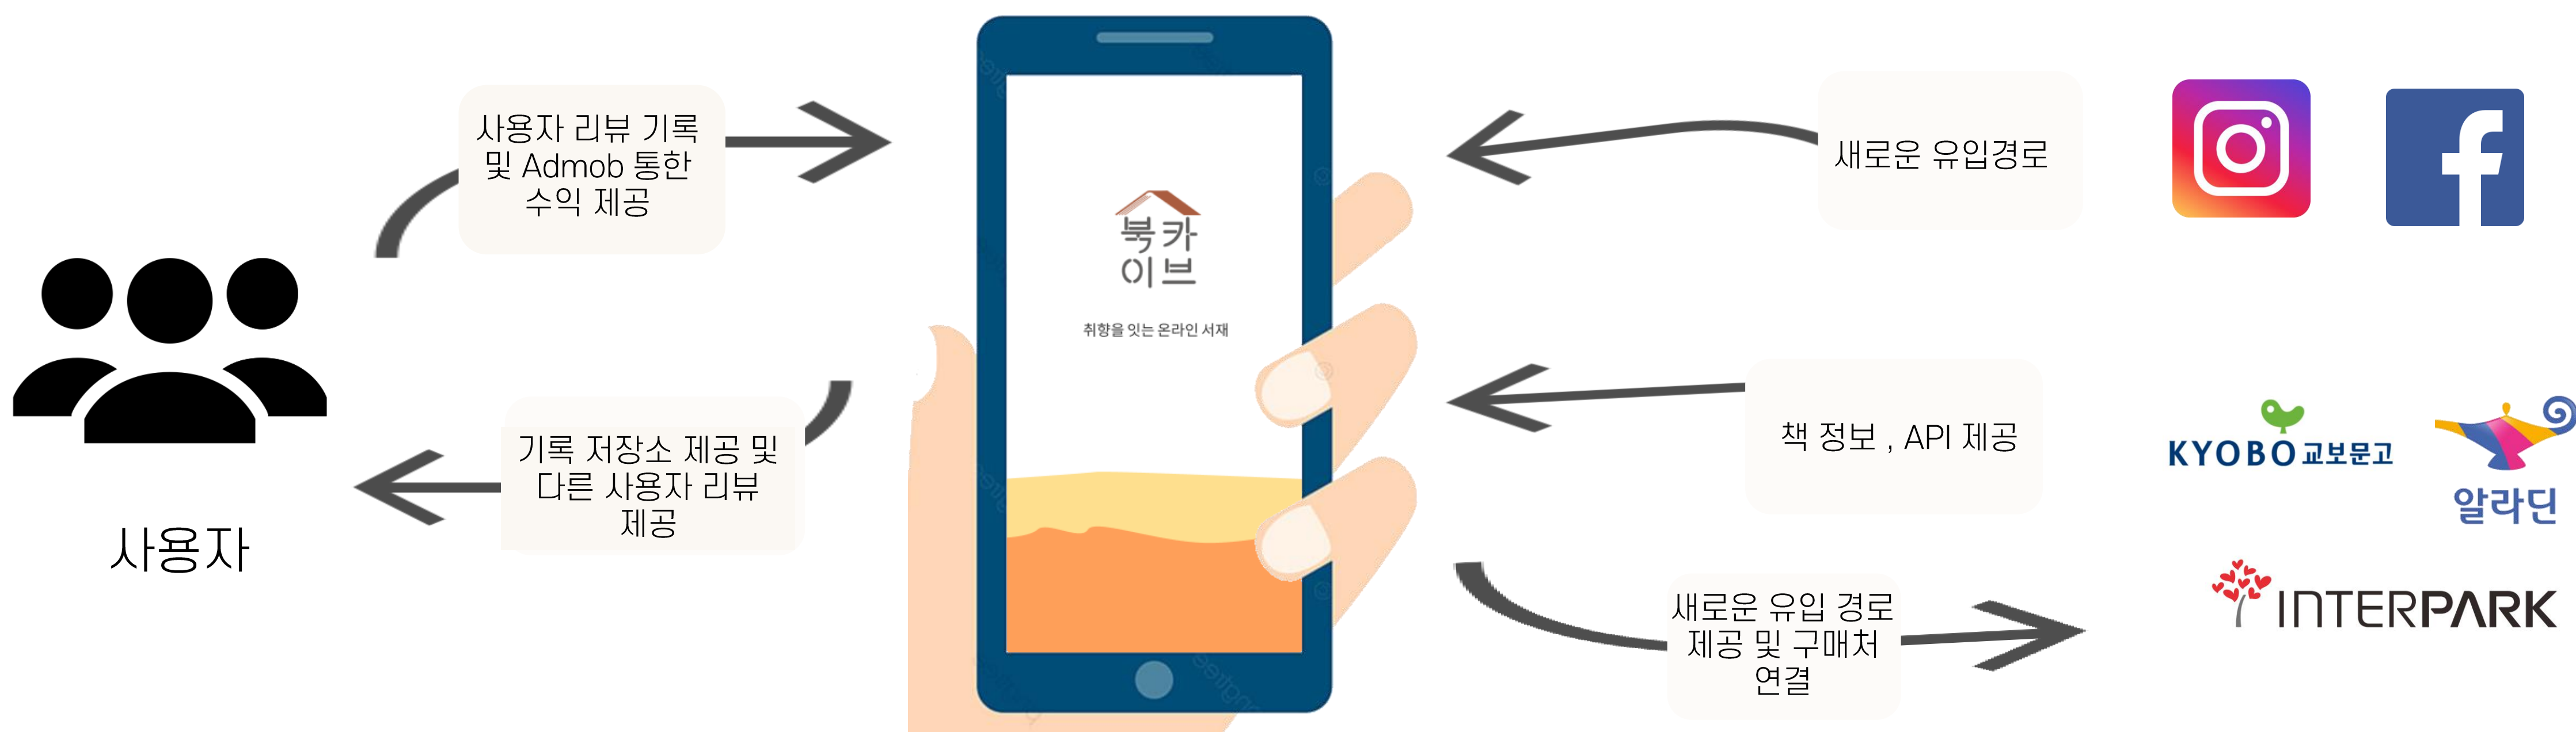 사용자 리뷰 기록
및 Admob 통한
수익 제공
사용자
기록 저장소 제공 및
다른 사용자 리뷰
제공
북카
이브
취향을 잇는 온라인 서재
새로운 유입경로
책 정보 , API 제공
새로운 유입 경로
제공 및 구매처
연결
KYOBO 교보문고
알라딘
INTERPARK